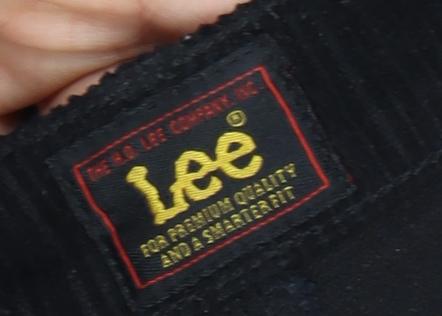 THE H.D. LEE COMPANY, INC
Lee®
FOR PREMIUM QUALITY
AND A SMARTER FIT